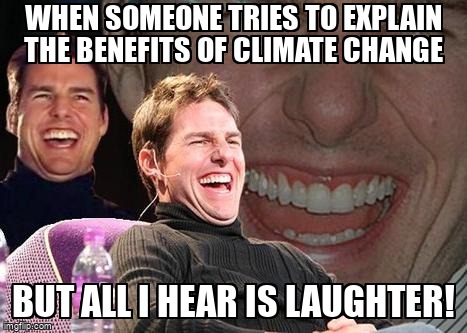 WHEN SOMEONE TRIES TO EXPLAIN
THE BENEFITS OF CLIMATE CHANGE
BUT ALL I HEAR IS LAUGHTER!
imgflip.com